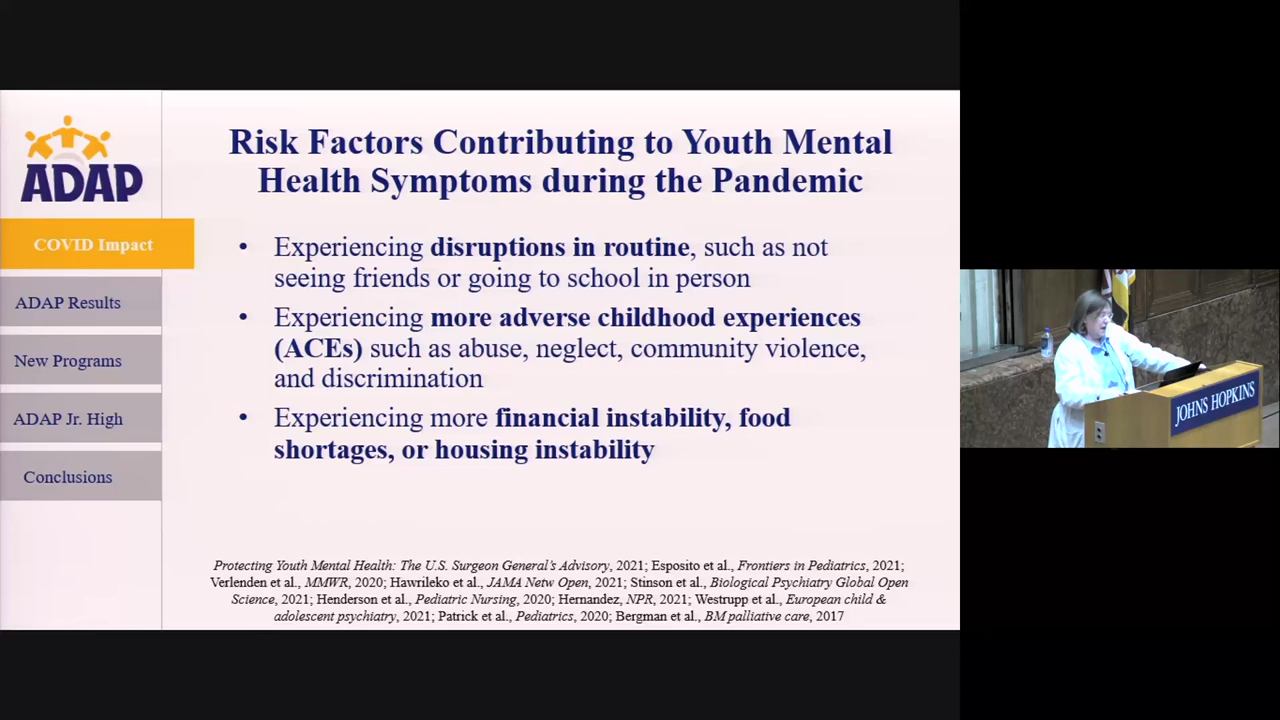 ADAP
COVID Impact
ADAP Results
New Programs
ADAP Jr. High
Conclusions
Risk Factors Contributing to Youth Mental
Health Symptoms during the Pandemic
• Experiencing disruptions in routine, such as not
seeing friends or going to school in person
• Experiencing more adverse childhood experiences
(ACEs) such as abuse, neglect, community violence,
and discrimination
• Experiencing more financial instability, food
shortages, or housing instability
Protecting Youth Mental Health: The U.S. Surgeon General's Advisory, 2021; Esposito et al., Frontiers in Pediatrics, 2021;
Verlenden et al., MMWR, 2020; Hawrileko et al., JAMA Netw Open, 2021; Stinson et al., Biological Psychiatry Global Open
Science, 2021; Henderson et al., Pediatric Nursing, 2020; Hernandez, NPR, 2021; Westrupp et al., European child &
adolescent psychiatry, 2021; Patrick et al., Pediatrics, 2020; Bergman et al., BM palliative care, 2017
JOHNS HOPKINS